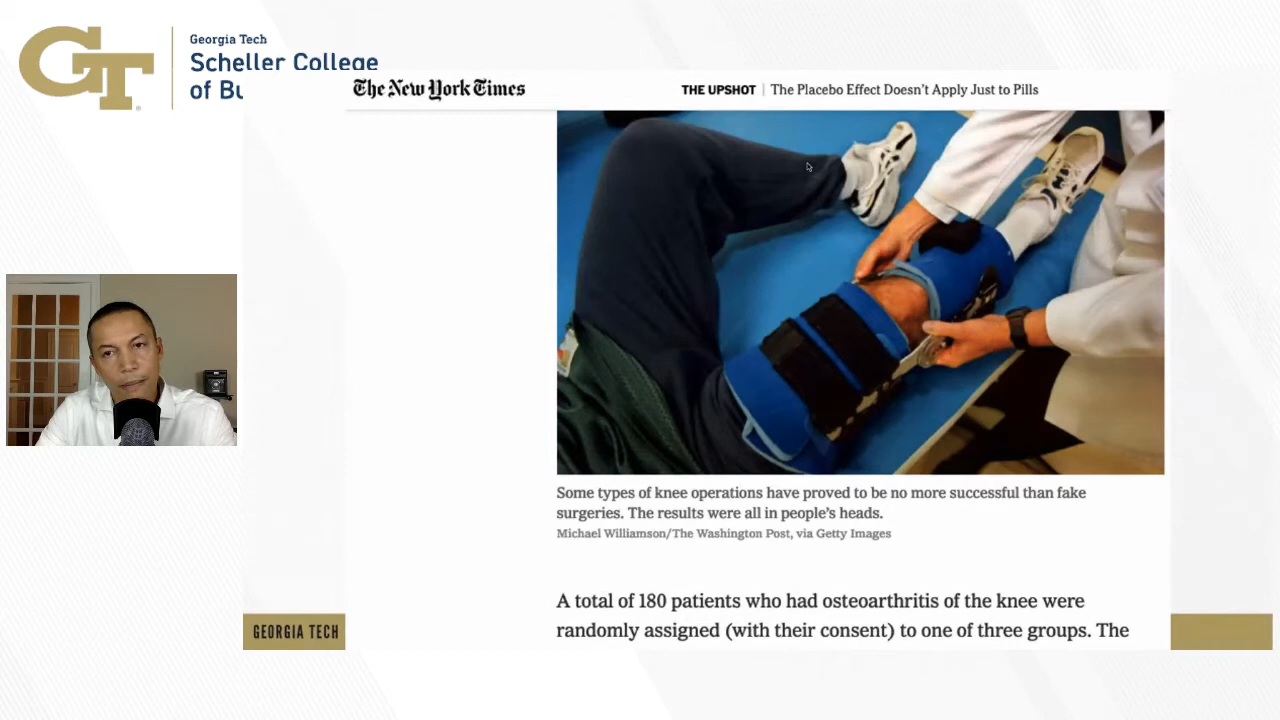 Georgia Tech
Scheller College
of Bu
The New York Times
THE UPSHOT | The Placebo Effect Doesn't Apply Just to Pills
Some types of knee operations have proved to be no more successful than fake
surgeries. The results were all in people's heads.
Michael Williamson/The Washington Post, via Getty Images
A total of 180 patients who had osteoarthritis of the knee were
randomly assigned (with their consent) to one of three groups. The
GEORGIA TECH